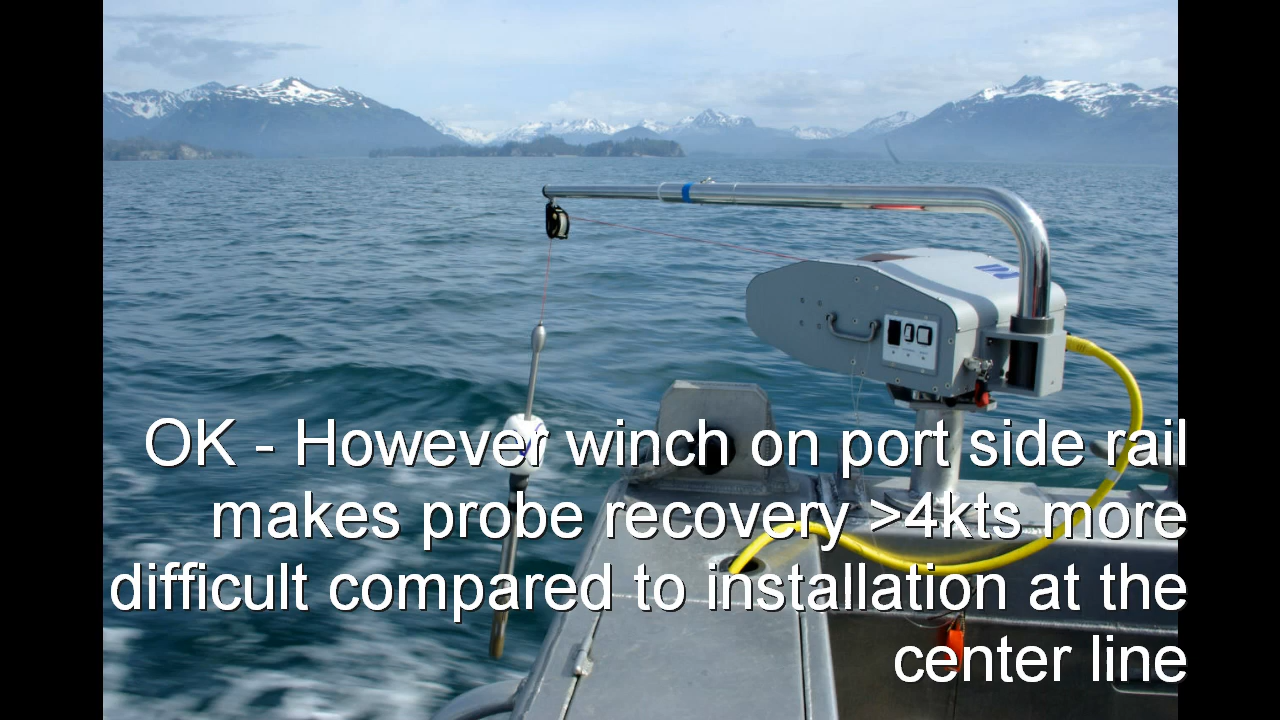 OK - However winch on port side rail
makes probe recovery >4kts more
difficult compared to installation at the
center line